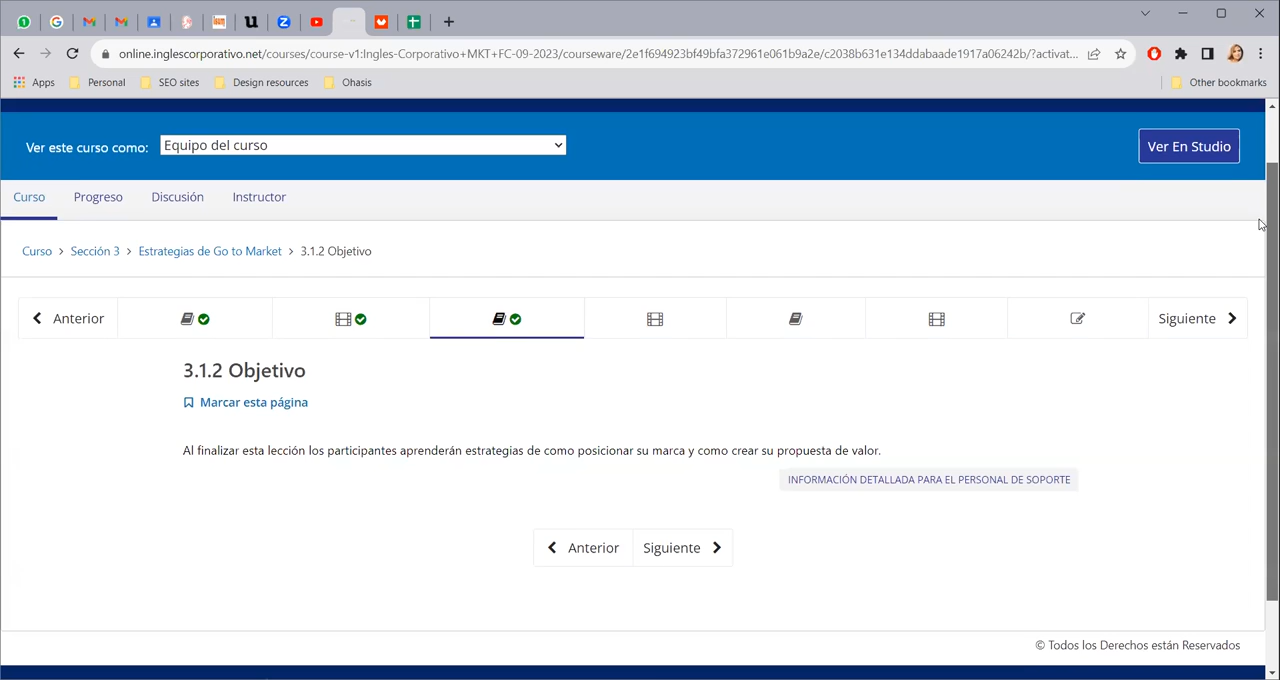 online.inglescorporativo.net/courses/course-v1:Ingles-Corporativo+MKT+FC-09-2023/courseware/2e1f694923bf49bfa372961e061b9a2e/c2038b631e134ddabaade1917a06242b/?activat...
Apps Personal SEO sites Design resources Ohasis Other bookmarks
Ver este curso como: Equipo del curso Ver En Studio
Curso Progreso Discusión Instructor
Curso > Sección 3 > Estrategias de Go to Market > 3.1.2 Objetivo
Anterior Siguiente
3.1.2 Objetivo
Marcar esta página
Al finalizar esta lección los participantes aprenderán estrategias de como posicionar su marca y como crear su propuesta de valor.
INFORMACIÓN DETALLADA PARA EL PERSONAL DE SOPORTE
Anterior Siguiente
© Todos los Derechos están Reservados